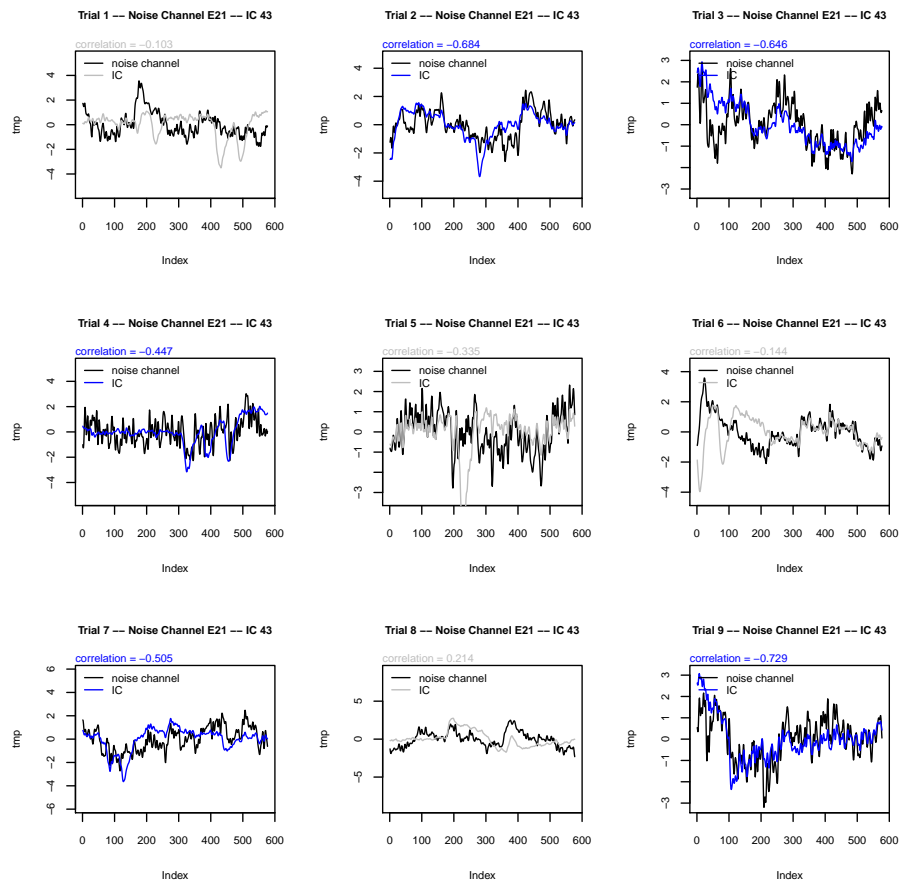 Trial 1 −− Noise Channel E21 −− IC 43
correlation = −0.103
noise channel
IC
tmp
4
2
0
−2
−4
0 100 200 300 400 500 600
Index
Trial 2 −− Noise Channel E21 −− IC 43
correlation = −0.684
noise channel
IC
tmp
4
2
0
−2
−4
0 100 200 300 400 500 600
Index
Trial 3 −− Noise Channel E21 −− IC 43
correlation = −0.646
noise channel
IC
tmp
3
2
1
0
−1
−3
0 100 200 300 400 500 600
Index
Trial 4 −− Noise Channel E21 −− IC 43
correlation = −0.447
noise channel
IC
tmp
4
2
0
−2
−4
0 100 200 300 400 500 600
Index
Trial 5 −− Noise Channel E21 −− IC 43
correlation = −0.335
noise channel
IC
tmp
3
2
1
0
−1
−3
0 100 200 300 400 500 600
Index
Trial 6 −− Noise Channel E21 −− IC 43
correlation = −0.144
noise channel
IC
tmp
4
2
0
−2
−4
0 100 200 300 400 500 600
Index
Trial 7 −− Noise Channel E21 −− IC 43
correlation = −0.505
noise channel
IC
tmp
6
4
2
0
−2
−4
−6
0 100 200 300 400 500 600
Index
Trial 8 −− Noise Channel E21 −− IC 43
correlation = 0.214
noise channel
IC
tmp
5
0
−5
0 100 200 300 400 500 600
Index
Trial 9 −− Noise Channel E21 −− IC 43
correlation = −0.729
noise channel
IC
tmp
3
2
1
0
−1
−3
0 100 200 300 400 500 600
Index